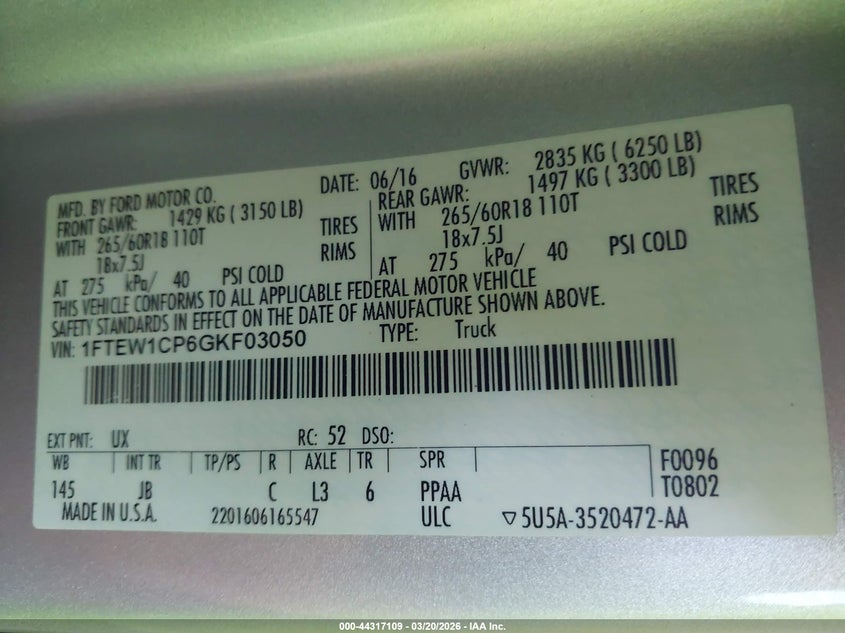 MFD. BY FORD MOTOR CO.
DATE: 06/16 GVWR: 2835 KG ( 6250 LB)
FRONT GAWR: 1429 KG ( 3150 LB)
WITH 265/60R18 110T TIRES
18x7.5J RIMS
AT 275 kPa/ 40 PSI COLD
REAR GAWR: 1497 KG ( 3300 LB)
WITH 265/60R18 110T TIRES
18x7.5J RIMS
AT 275 kPa/ 40 PSI COLD
THIS VEHICLE CONFORMS TO ALL APPLICABLE FEDERAL MOTOR VEHICLE
SAFETY STANDARDS IN EFFECT ON THE DATE OF MANUFACTURE SHOWN ABOVE.
VIN: 1FTEW1CP6GKF03050 TYPE: Truck
EXT PNT: UX RC: 52 DSO:
WB INT TR TP/PS R AXLE TR SPR F0096
145 JB C L3 6 PPAA T0802
MADE IN U.S.A. 2201606165547 ULC ▽5U5A-3520472-AA
000-44317109 - 03/20/2026 - IAA Inc.